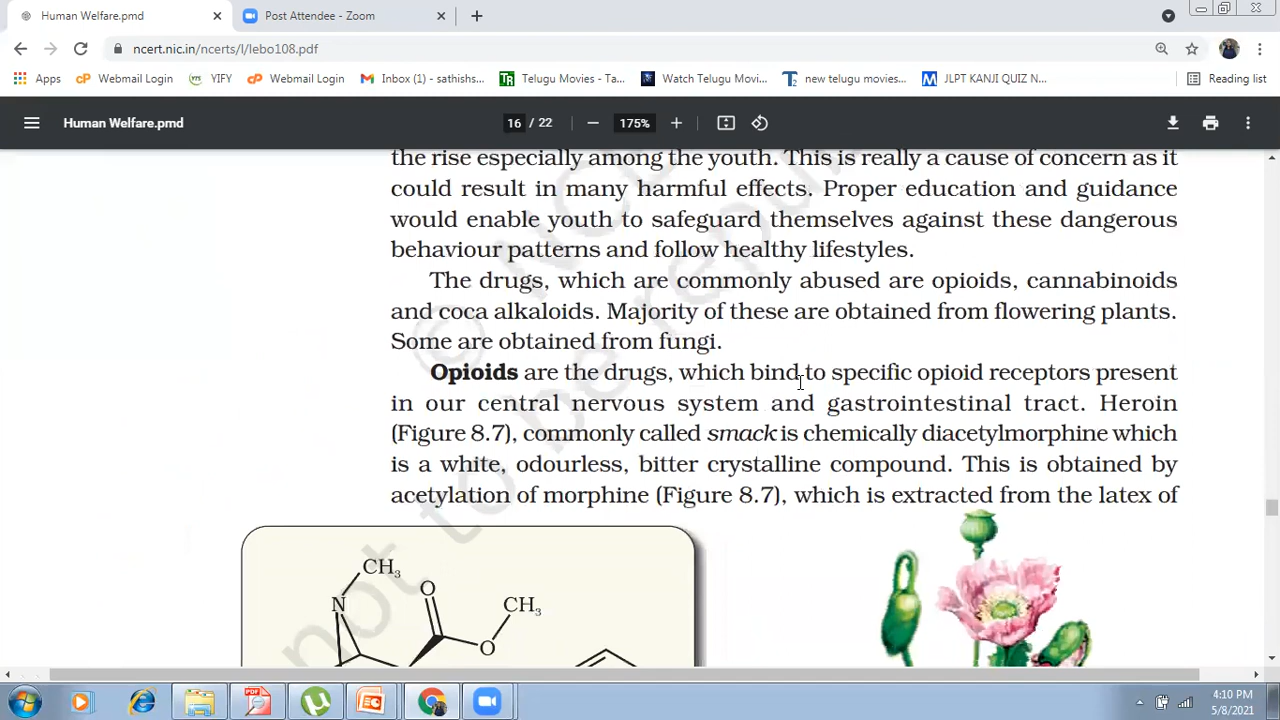 Human Welfare.pmd
Post Attendee - Zoom
ncert.nic.in/ncerts/l/lebo108.pdf
Apps
Webmail Login
YIFY
Webmail Login
Inbox (1) - sathishs...
Telugu Movies - Ta...
Watch Telugu Movi...
new telugu movies...
JLPT KANJI QUIZ N...
Reading list
Human Welfare.pmd
16 / 22
175%
the rise especially among the youth. This is really a cause of concern as it
could result in many harmful effects. Proper education and guidance
would enable youth to safeguard themselves against these dangerous
behaviour patterns and follow healthy lifestyles.
The drugs, which are commonly abused are opioids, cannabinoids
and coca alkaloids. Majority of these are obtained from flowering plants.
Some are obtained from fungi.
Opioids are the drugs, which bind to specific opioid receptors present
in our central nervous system and gastrointestinal tract. Heroin
(Figure 8.7), commonly called smack is chemically diacetylmorphine which
is a white, odourless, bitter crystalline compound. This is obtained by
acetylation of morphine (Figure 8.7), which is extracted from the latex of
CH₃
O
N
CH₃
O
© NC
not to be repu
4:10 PM
5/8/2021